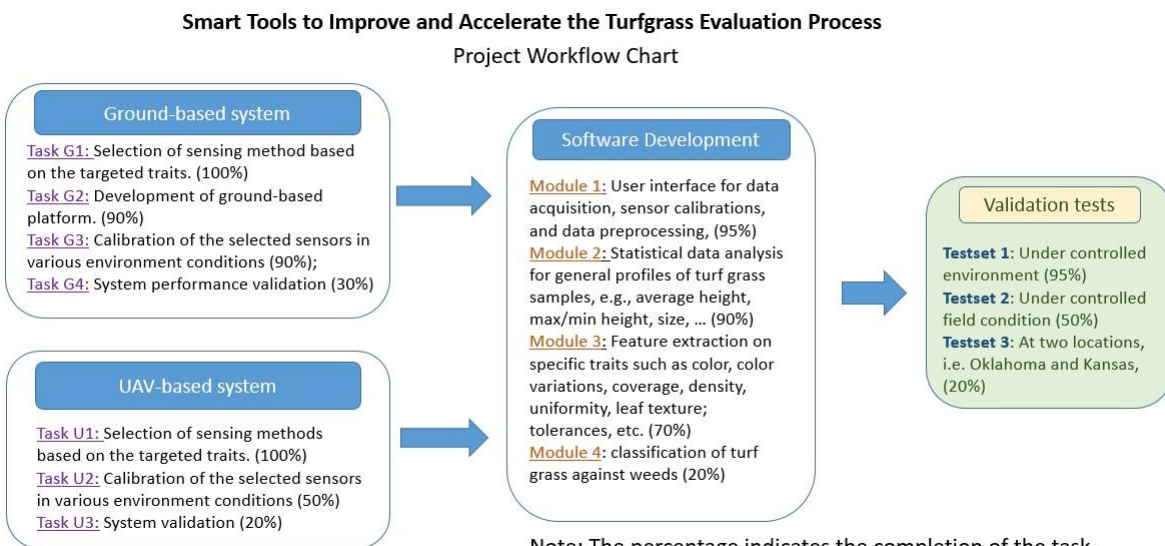 Smart Tools to Improve and Accelerate the Turfgrass Evaluation Process
Project Workflow Chart
Ground-based system
Task G1: Selection of sensing method based
on the targeted traits. (100%)
Task G2: Development of ground-based
platform. (90%)
Task G3: Calibration of the selected sensors in
various environment conditions (90%);
Task G4: System performance validation (30%)
UAV-based system
Task U1: Selection of sensing methods
based on the targeted traits. (100%)
Task U2: Calibration of the selected sensors
in various environment conditions (50%)
Task U3: System validation (20%)
Software Development
Module 1: User interface for data
acquisition, sensor calibrations,
and data preprocessing, (95%)
Module 2: Statistical data analysis
for general profiles of turf grass
samples, e.g., average height,
max/min height, size, ... (90%)
Module 3: Feature extraction on
specific traits such as color, color
variations, coverage, density,
uniformity, leaf texture;
tolerances, etc. (70%)
Module 4: classification of turf
grass against weeds (20%)
Validation tests
Testset 1: Under controlled
environment (95%)
Testset 2: Under controlled
field condition (50%)
Testset 3: At two locations,
i.e. Oklahoma and Kansas,
(20%)
Note: The percentage indicates the completion of the task